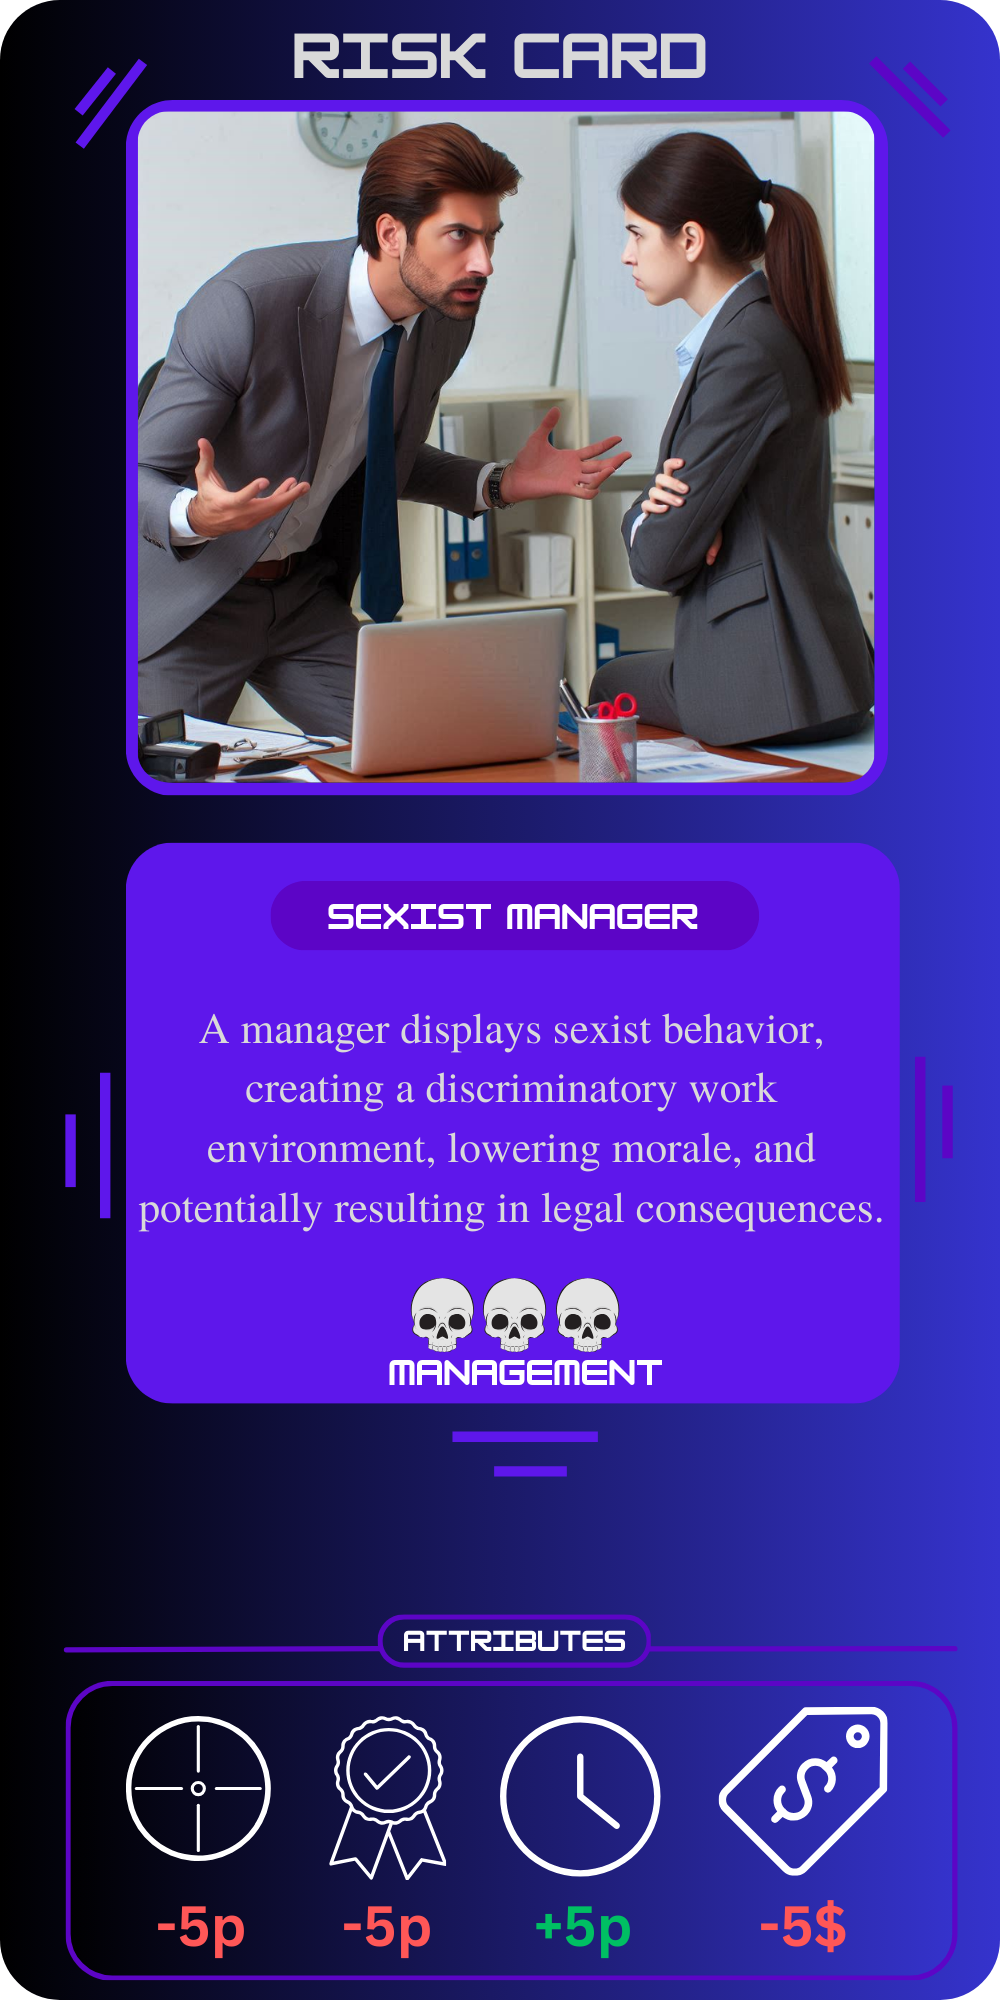 RISK CARD
SEXIST MANAGER
A manager displays sexist behavior,
creating a discriminatory work
environment, lowering morale, and
potentially resulting in legal consequences.
MANAGEMENT
ATTRIBUTES
$
-5p -5p +5p -5$